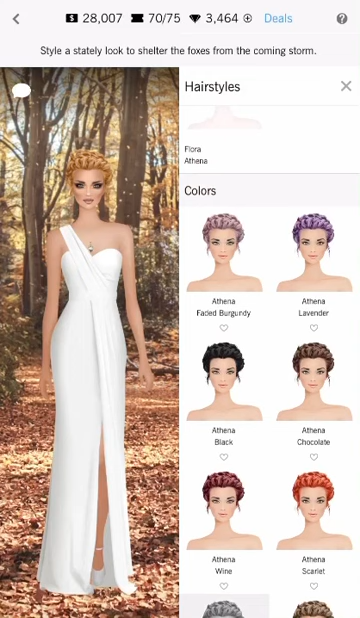 28,007 70/75 3,464 Deals
Style a stately look to shelter the foxes from the coming storm.
Hairstyles
Flora
Athena
Colors
Athena
Faded Burgundy
Athena
Lavender
Athena
Black
Athena
Chocolate
Athena
Wine
Athena
Scarlet